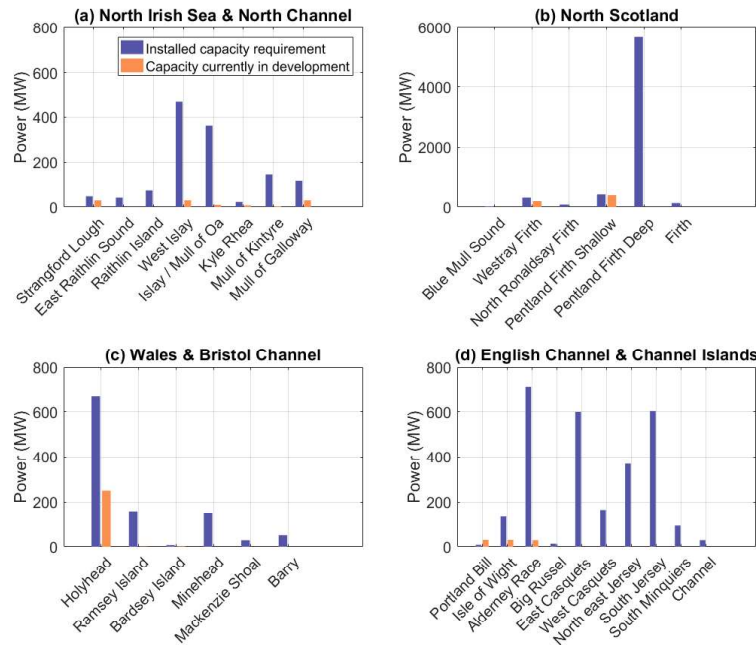 (a) North Irish Sea & North Channel
Installed capacity requirement
Capacity currently in development
Power (MW)
800
600
400
200
0
Strangford Lough
East Raithlin Sound
Raithlin Island
West Islay
Islay / Mull of Oa
Kyle Rhea
Mull of Kintyre
Mull of Galloway
(b) North Scotland
Power (MW)
6000
4000
2000
0
Blue Mull Sound
Westray Firth
North Ronaldsay Firth
Pentland Firth Shallow
Pentland Firth Deep
Firth
(c) Wales & Bristol Channel
Power (MW)
800
600
400
200
0
Holyhead
Ramsey Island
Bardsey Island
Minehead
Mackenzie Shoal
Barry
(d) English Channel & Channel Islands
Power (MW)
800
600
400
200
0
Portland Bill
Isle of Wight
Alderney Race
Big Russel
East Casquets
West Casquets
North east Jersey
South Jersey
South Minquiers
Channel